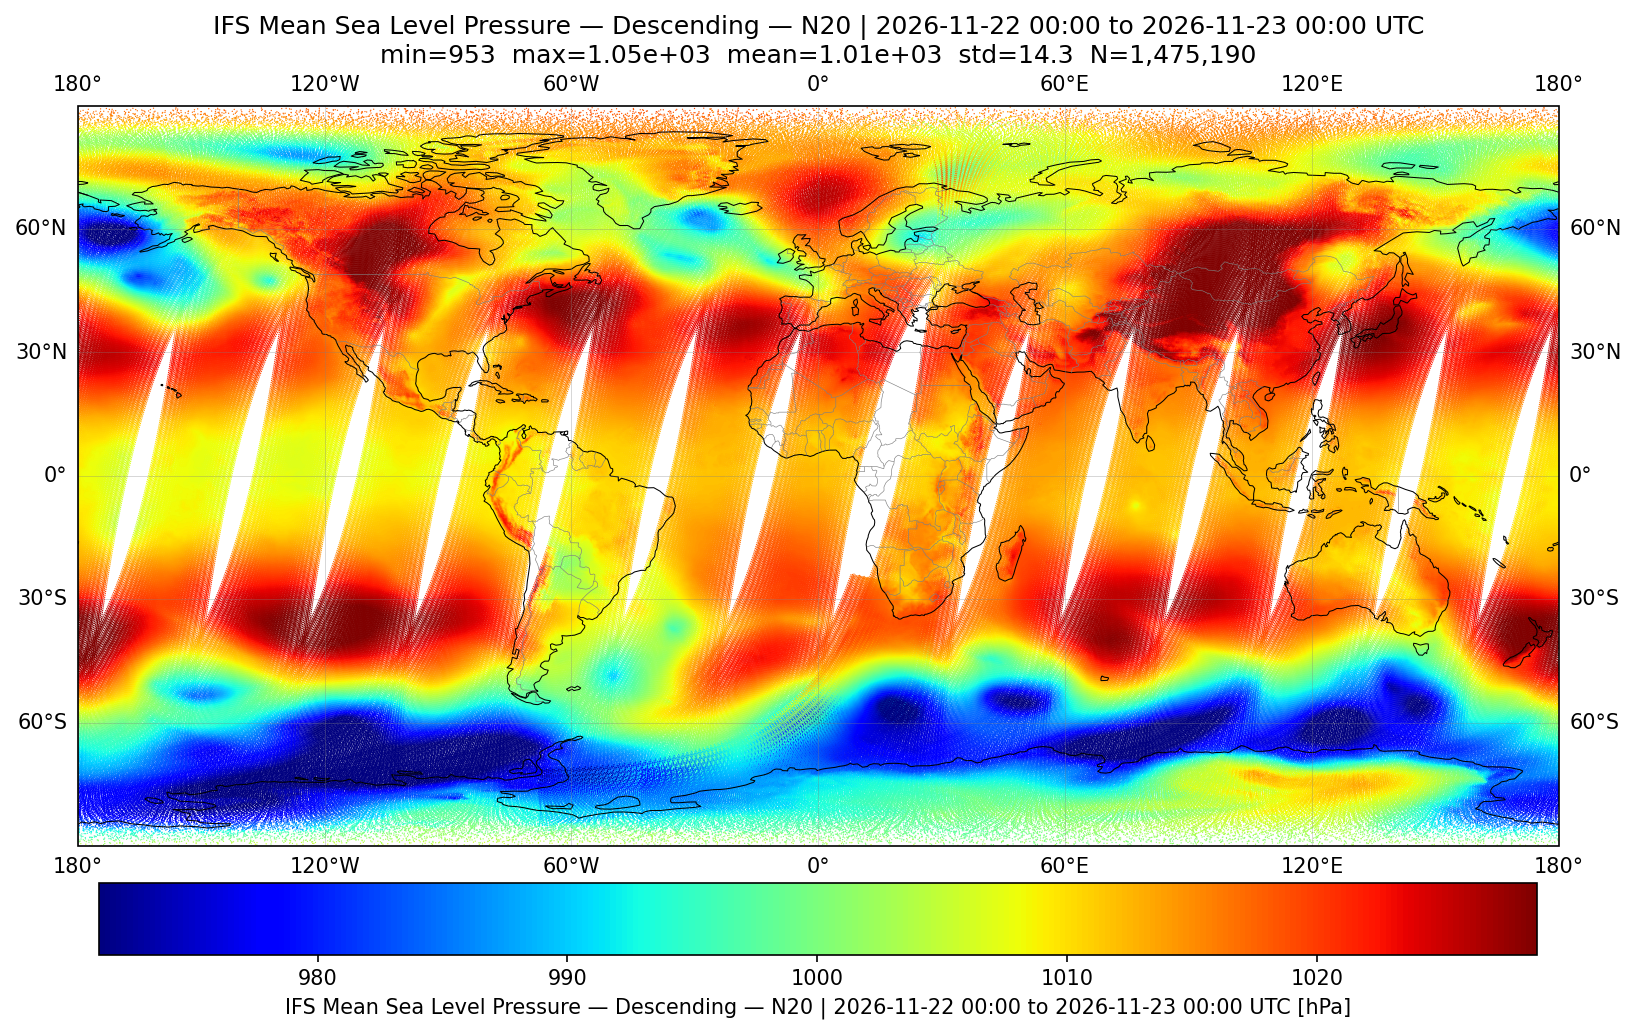 IFS Mean Sea Level Pressure — Descending — N20 | 2026-11-22 00:00 to 2026-11-23 00:00 UTC
min=953  max=1.05e+03  mean=1.01e+03  std=14.3  N=1,475,190
180° 120°W 60°W 0° 60°E 120°E 180°
60°N 60°N
30°N 30°N
0° 0°
30°S 30°S
60°S 60°S
180° 120°W 60°W 0° 60°E 120°E 180°
980 990 1000 1010 1020
IFS Mean Sea Level Pressure — Descending — N20 | 2026-11-22 00:00 to 2026-11-23 00:00 UTC [hPa]